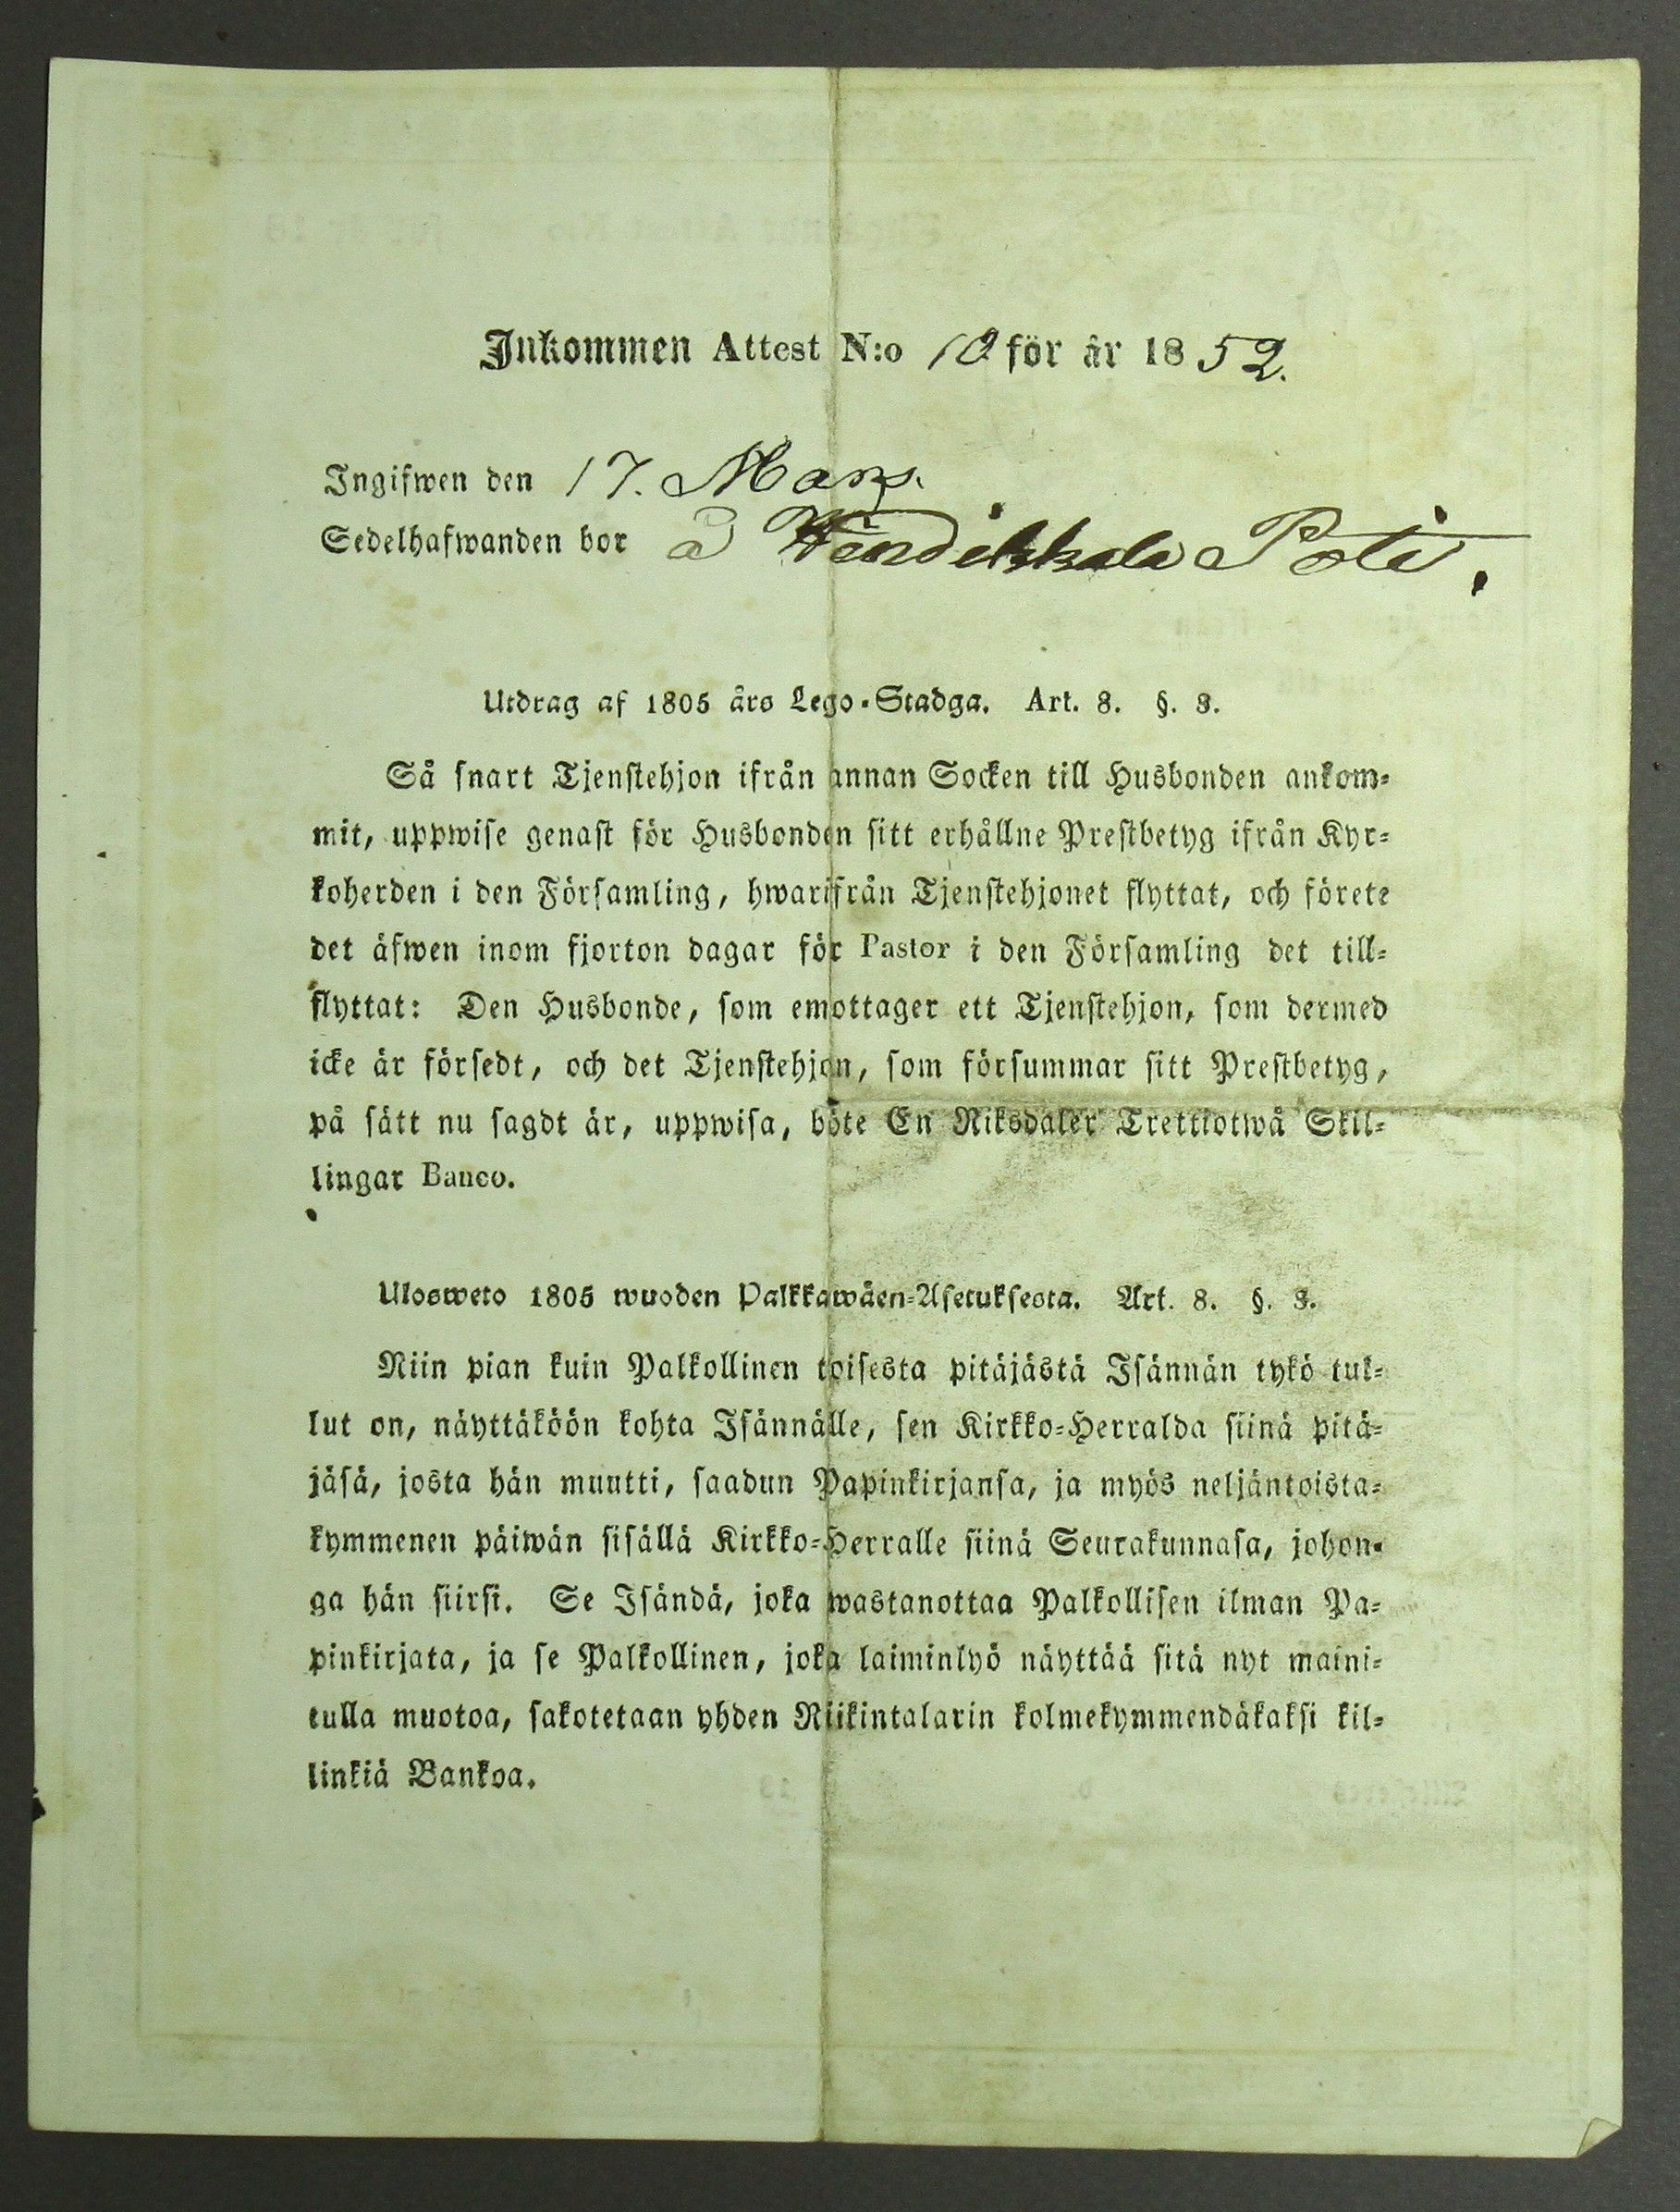 Inkommen Attest N:o 10 för år 1852.
Ingifwen den 17. Mars.
Sedelhafwanden bor å
Utdrag af 1805 års Lego-Stadga. Art. 8. §. 3.
Så snart Tjenstehjon ifrån annan Socken till Husbonden ankom-
mit, uppwise genast för Husbonden sitt erhållne Prestbetyg ifrån Kyr-
koherden i den Församling, hwarifrån Tjenstehjonet flyttat, och förete
det äfwen inom fjorton dagar för Pastor i den Församling det till-
flyttat: Den Husbonde, som emottager ett Tjenstehjon, som dermed
icke är försedt, och det Tjenstehjon, som försummar sitt Prestbetyg,
på sätt nu sagdt är, uppwisa, böte En Riksdaler Trettiotwå Skil-
lingar Banco.
Ulosweto 1805 wuoden Palkkawäen-Asetuksesta. Art. 8. §. 3.
Niin pian kuin Palkollinen toisesta pitäjästä Isännän tykö tul-
lut on, näyttäköön kohta Isännälle, sen Kirkko-Herralda siinä pitä-
jäsä, josta hän muutti, saadun Papinkirjansa, ja myös neljäntoista-
kymmenen päiwän sisällä Kirkko-Herralle siinä Seurakunnasa, johon-
ga hän siirsi. Se Isändä, joka wastanottaa Palkollisen ilman Pa-
pinkirjata, ja se Palkollinen, joka laiminlyö näyttää sitä nyt maini-
tulla muotoa, sakotetaan yhden Riikintalarin kolmekymmendäkaksi kil-
linkiä Bankoa.